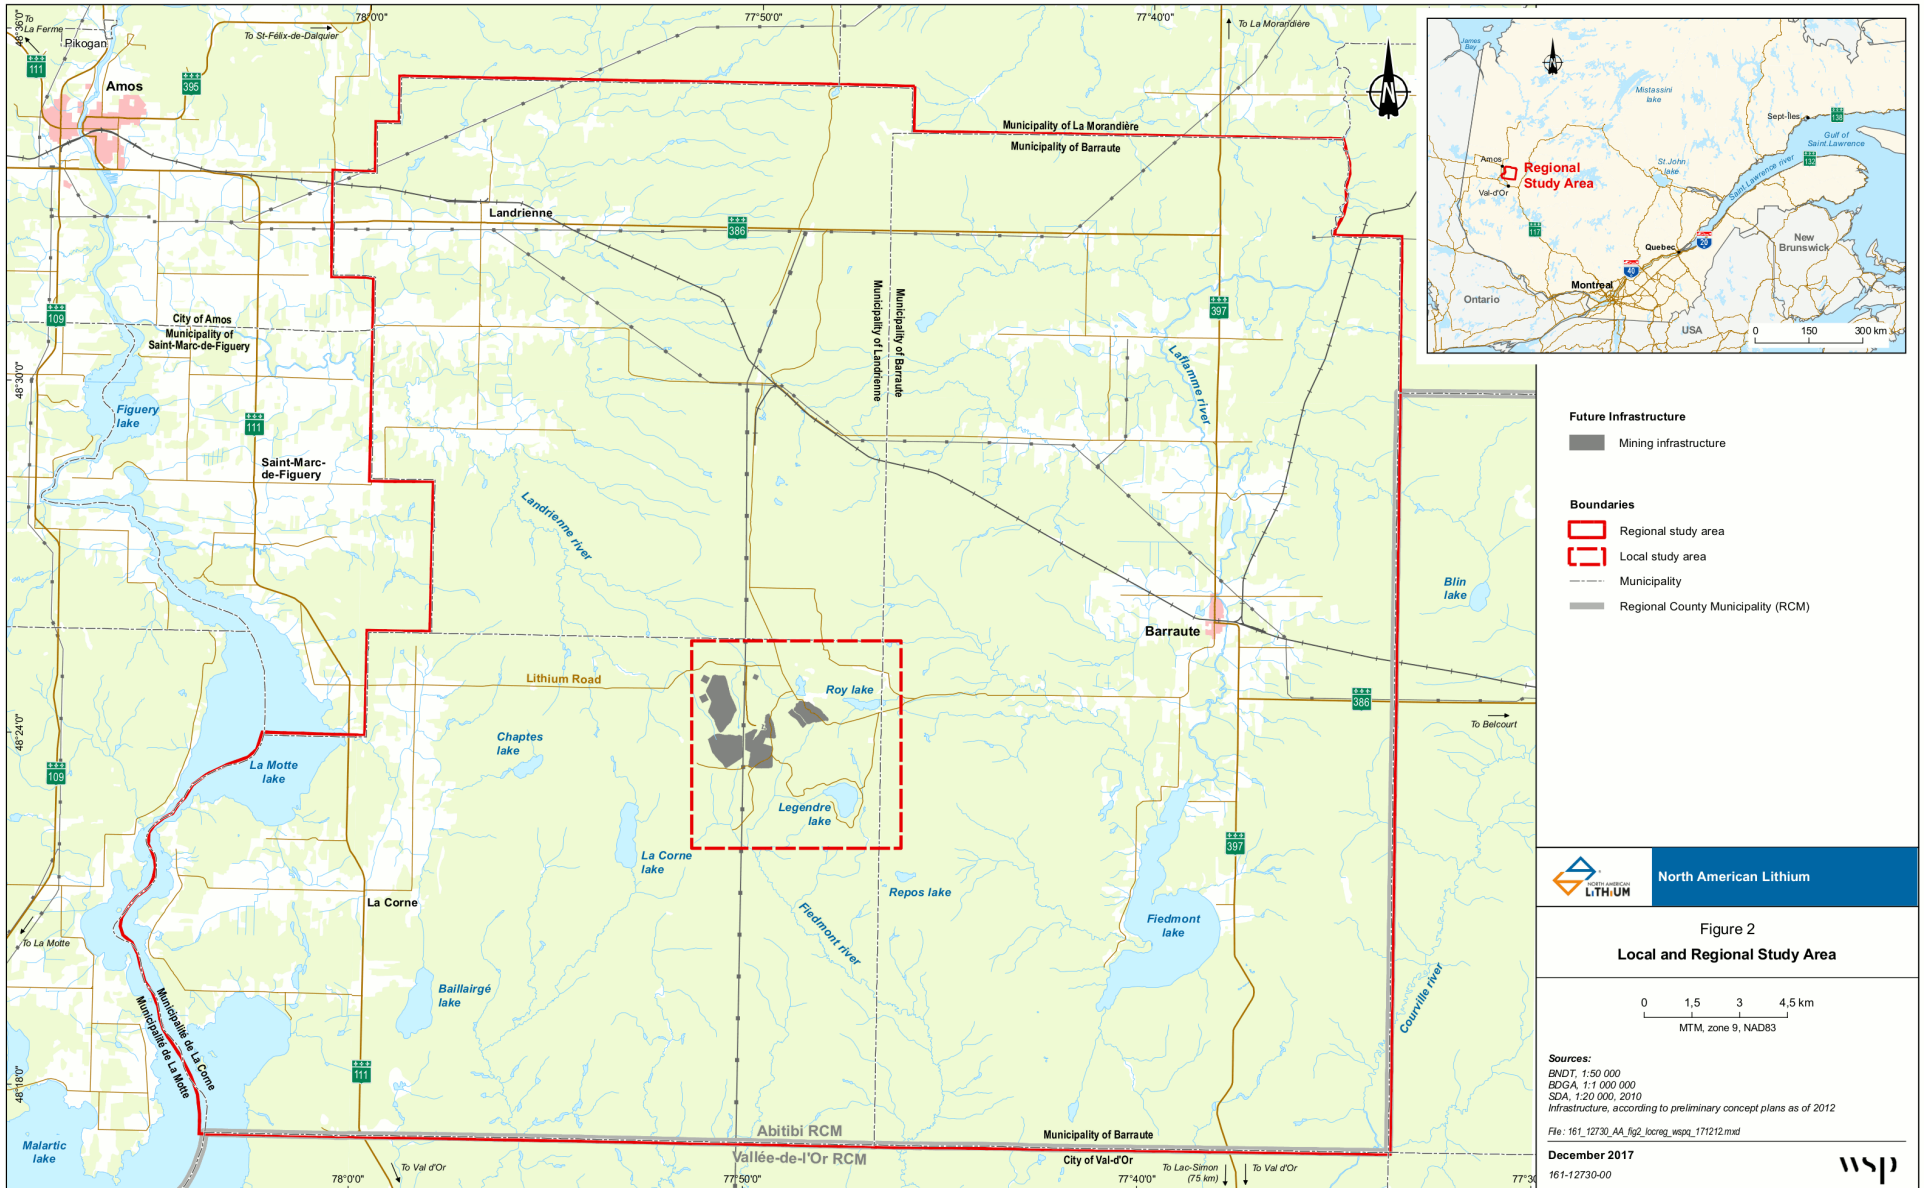 78°0'0"
77°50'0"
77°40'0"
48°36'0"
To
La Ferme
Pikogan
111
Amos
395
To St-Félix-de-Dalquier
To La Morandière
N
Municipality of La Morandière
Municipality of Barraute
Landrienne
386
397
109
City of Amos
Municipality of
Saint-Marc-de-Figuery
Municipality of Landrienne
Municipality of Barraute
Laflamme river
48°30'0"
Figuery
lake
111
Saint-Marc-
de-Figuery
Landrienne river
Blin
lake
Barraute
Lithium Road
Roy lake
386
To Belcourt
48°24'0"
109
La Motte
lake
Chaptes
lake
Legendre
lake
La Corne
lake
397
Repos lake
La Corne
To La Motte
Fiedmont river
Fiedmont
lake
Baillairgé
lake
Courville river
Municipalité de La Corne
Municipalité de La Motte
48°18'0"
111
Malartic
lake
Abitibi RCM
Vallée-de-l'Or RCM
Municipality of Barraute
City of Val-d'Or
To Val d'Or
To Lac-Simon
(75 km)
To Val d'Or
78°0'0"
77°50'0"
77°40'0"
77°30
James
Bay
Mistassini
lake
Sept-Îles
138
Gulf of
Saint.Lawrence
132
Amos
Regional
Study Area
Val-d'Or
St.John
lake
Saint.Lawrence river
117
Quebec
20
New
Brunswick
40
Montreal
Ontario
USA
0 150 300 km
Future Infrastructure
Mining infrastructure
Boundaries
Regional study area
Local study area
Municipality
Regional County Municipality (RCM)
NORTH AMERICAN
LiTHiUM
North American Lithium
Figure 2
Local and Regional Study Area
0 1,5 3 4,5 km
MTM, zone 9, NAD83
Sources:
BNDT, 1:50 000
BDGA, 1:1 000 000
SDA, 1:20 000, 2010
Infrastructure, according to preliminary concept plans as of 2012
File : 161_12730_AA_fig2_locreg_wspq_171212.mxd
December 2017
161-12730-00
wsp